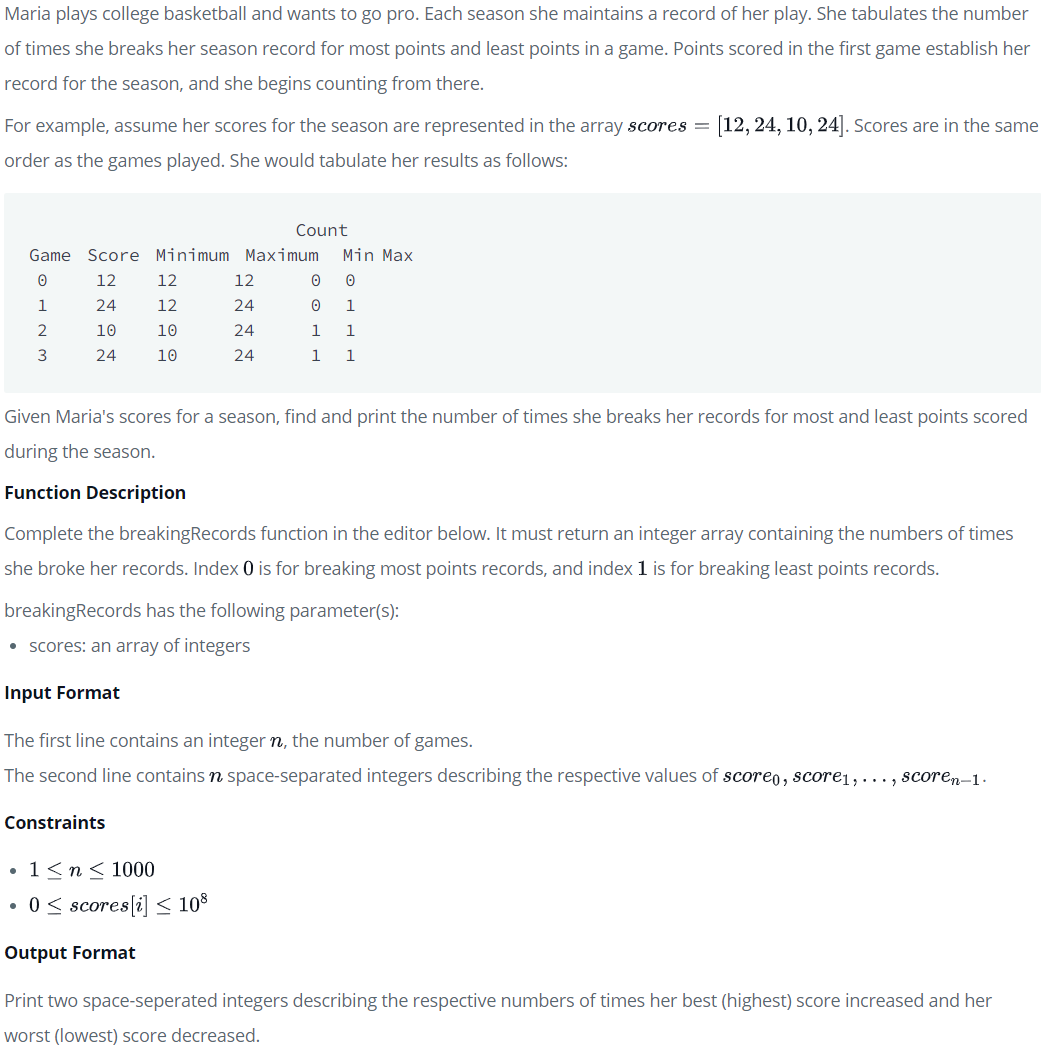 Maria plays college basketball and wants to go pro. Each season she maintains a record of her play. She tabulates the number
of times she breaks her season record for most points and least points in a game. Points scored in the first game establish her
record for the season, and she begins counting from there.
For example, assume her scores for the season are represented in the array scores = [12, 24, 10, 24]. Scores are in the same
order as the games played. She would tabulate her results as follows:
Count
Game Score Minimum Maximum Min Max
0 12 12 12 0 0
1 24 12 24 0 1
2 10 10 24 1 1
3 24 10 24 1 1
Given Maria's scores for a season, find and print the number of times she breaks her records for most and least points scored
during the season.
Function Description
Complete the breakingRecords function in the editor below. It must return an integer array containing the numbers of times
she broke her records. Index 0 is for breaking most points records, and index 1 is for breaking least points records.
breakingRecords has the following parameter(s):
• scores: an array of integers
Input Format
The first line contains an integer n, the number of games.
The second line contains n space-separated integers describing the respective values of score₀, score₁, . . . , scoreₙ₋₁.
Constraints
• 1 ≤ n ≤ 1000
• 0 ≤ scores[i] ≤ 10⁸
Output Format
Print two space-seperated integers describing the respective numbers of times her best (highest) score increased and her
worst (lowest) score decreased.